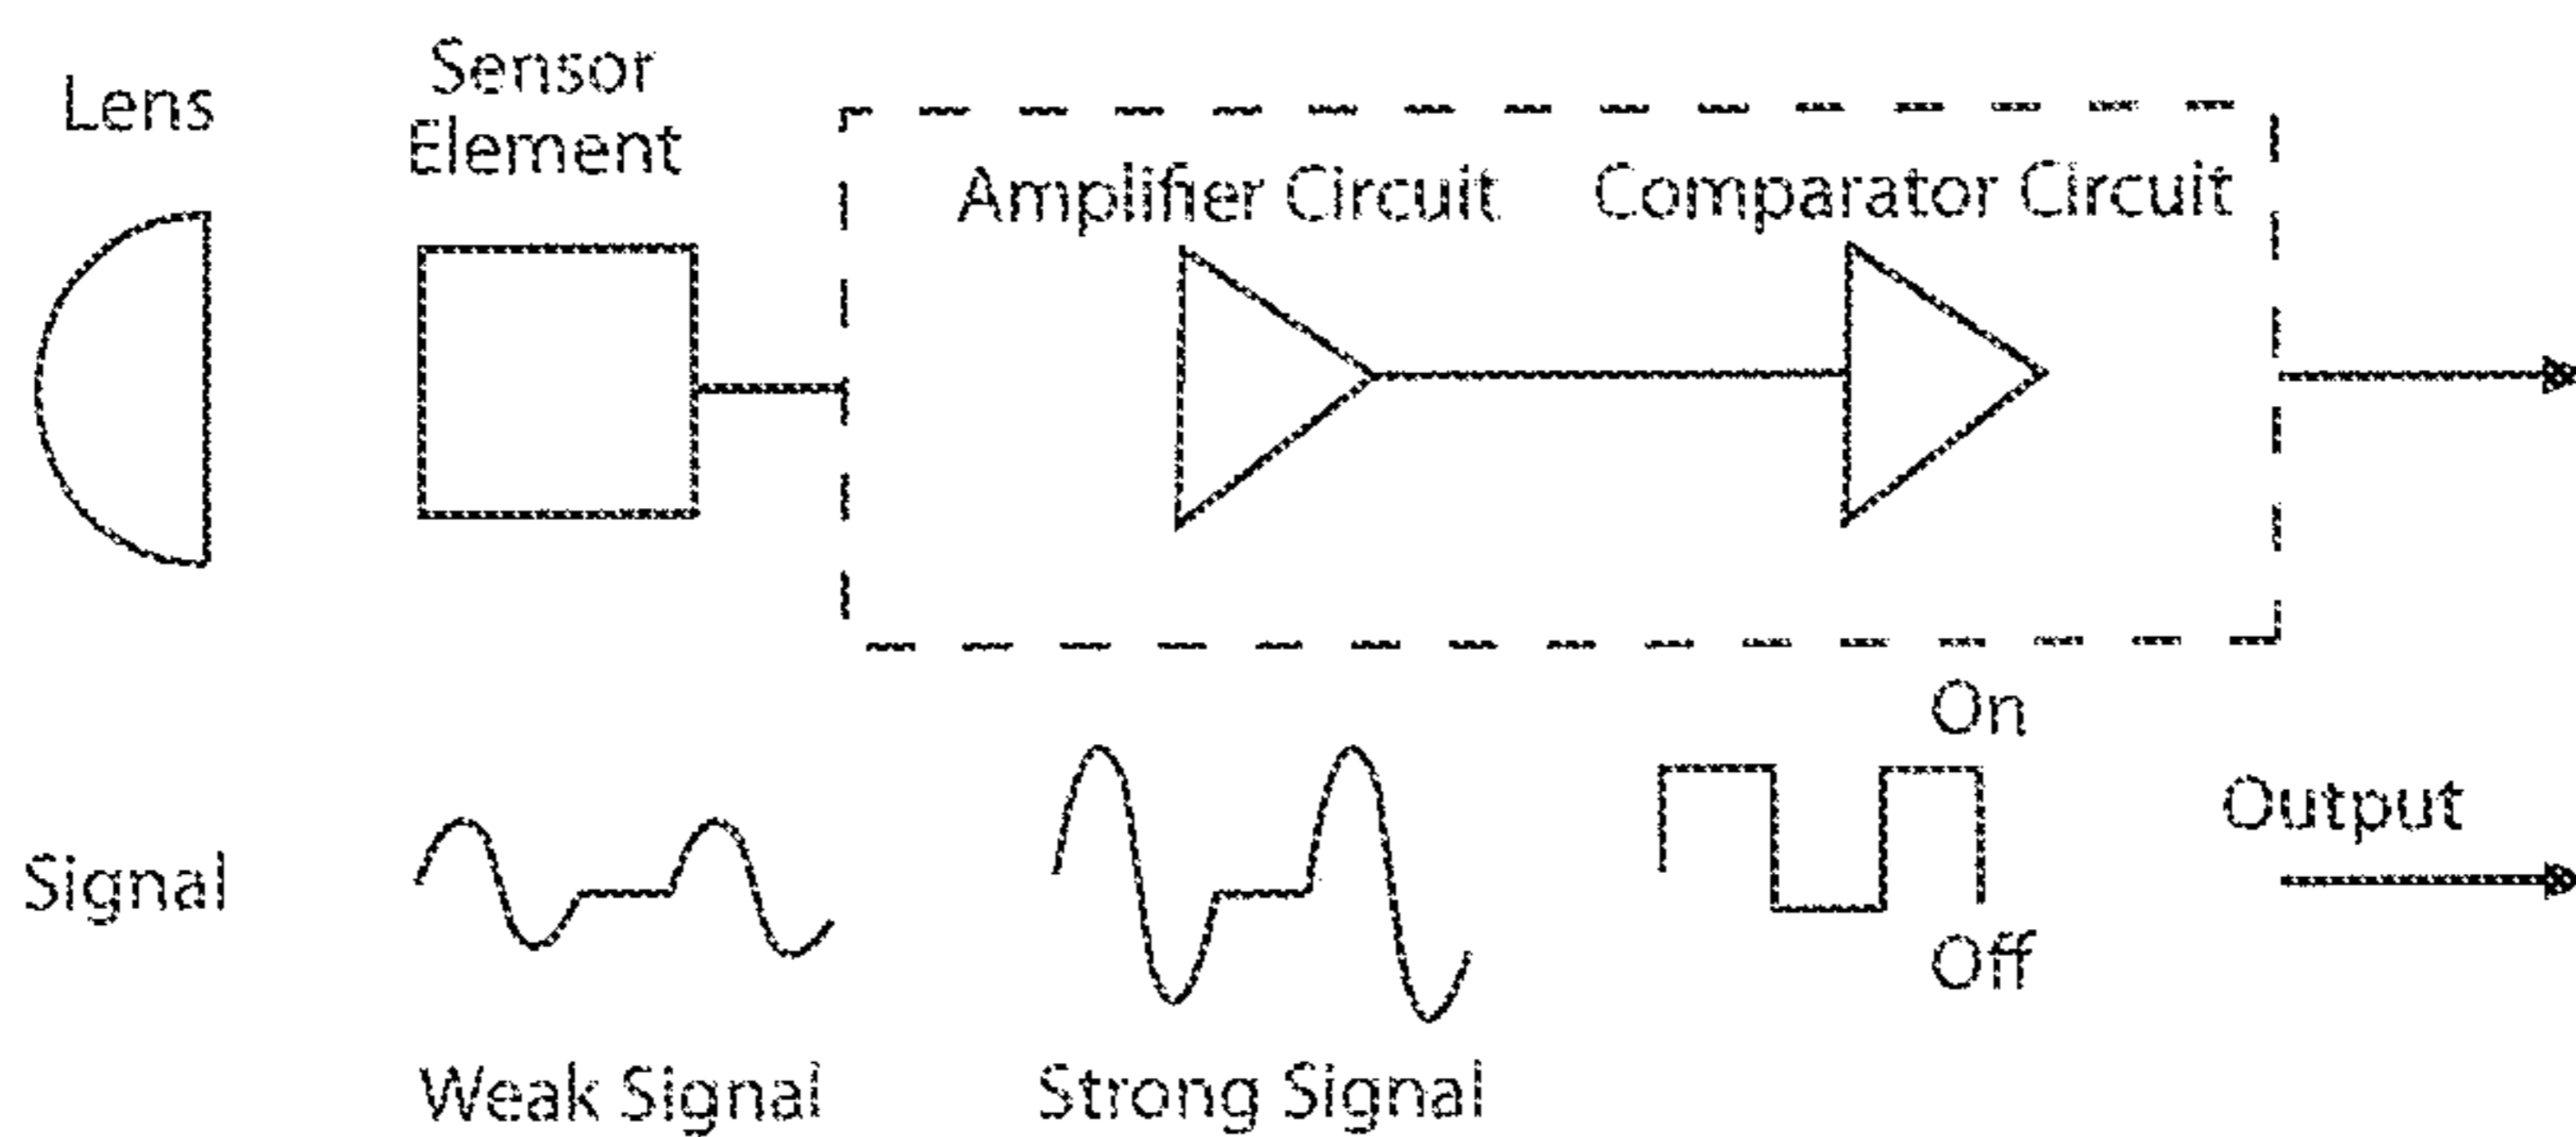 Lens
Sensor
Element
Amplifier Circuit
Comparator Circuit
On
Output
Signal
Off
Weak Signal
Strong Signal